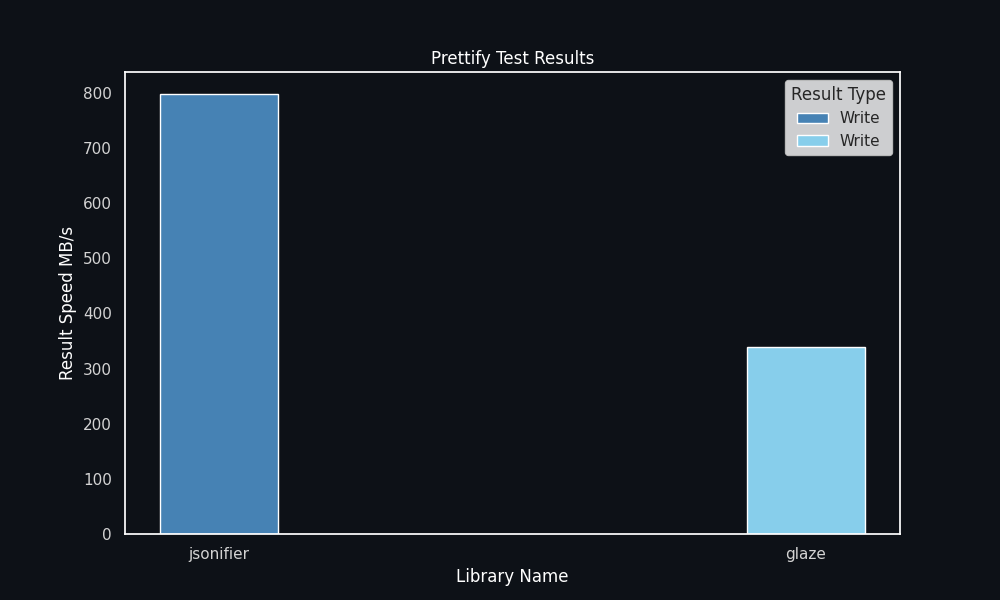 Prettify Test Results
Result Type
Write
Write
800
700
600
500
400
300
200
100
0
Result Speed MB/s
jsonifier
glaze
Library Name